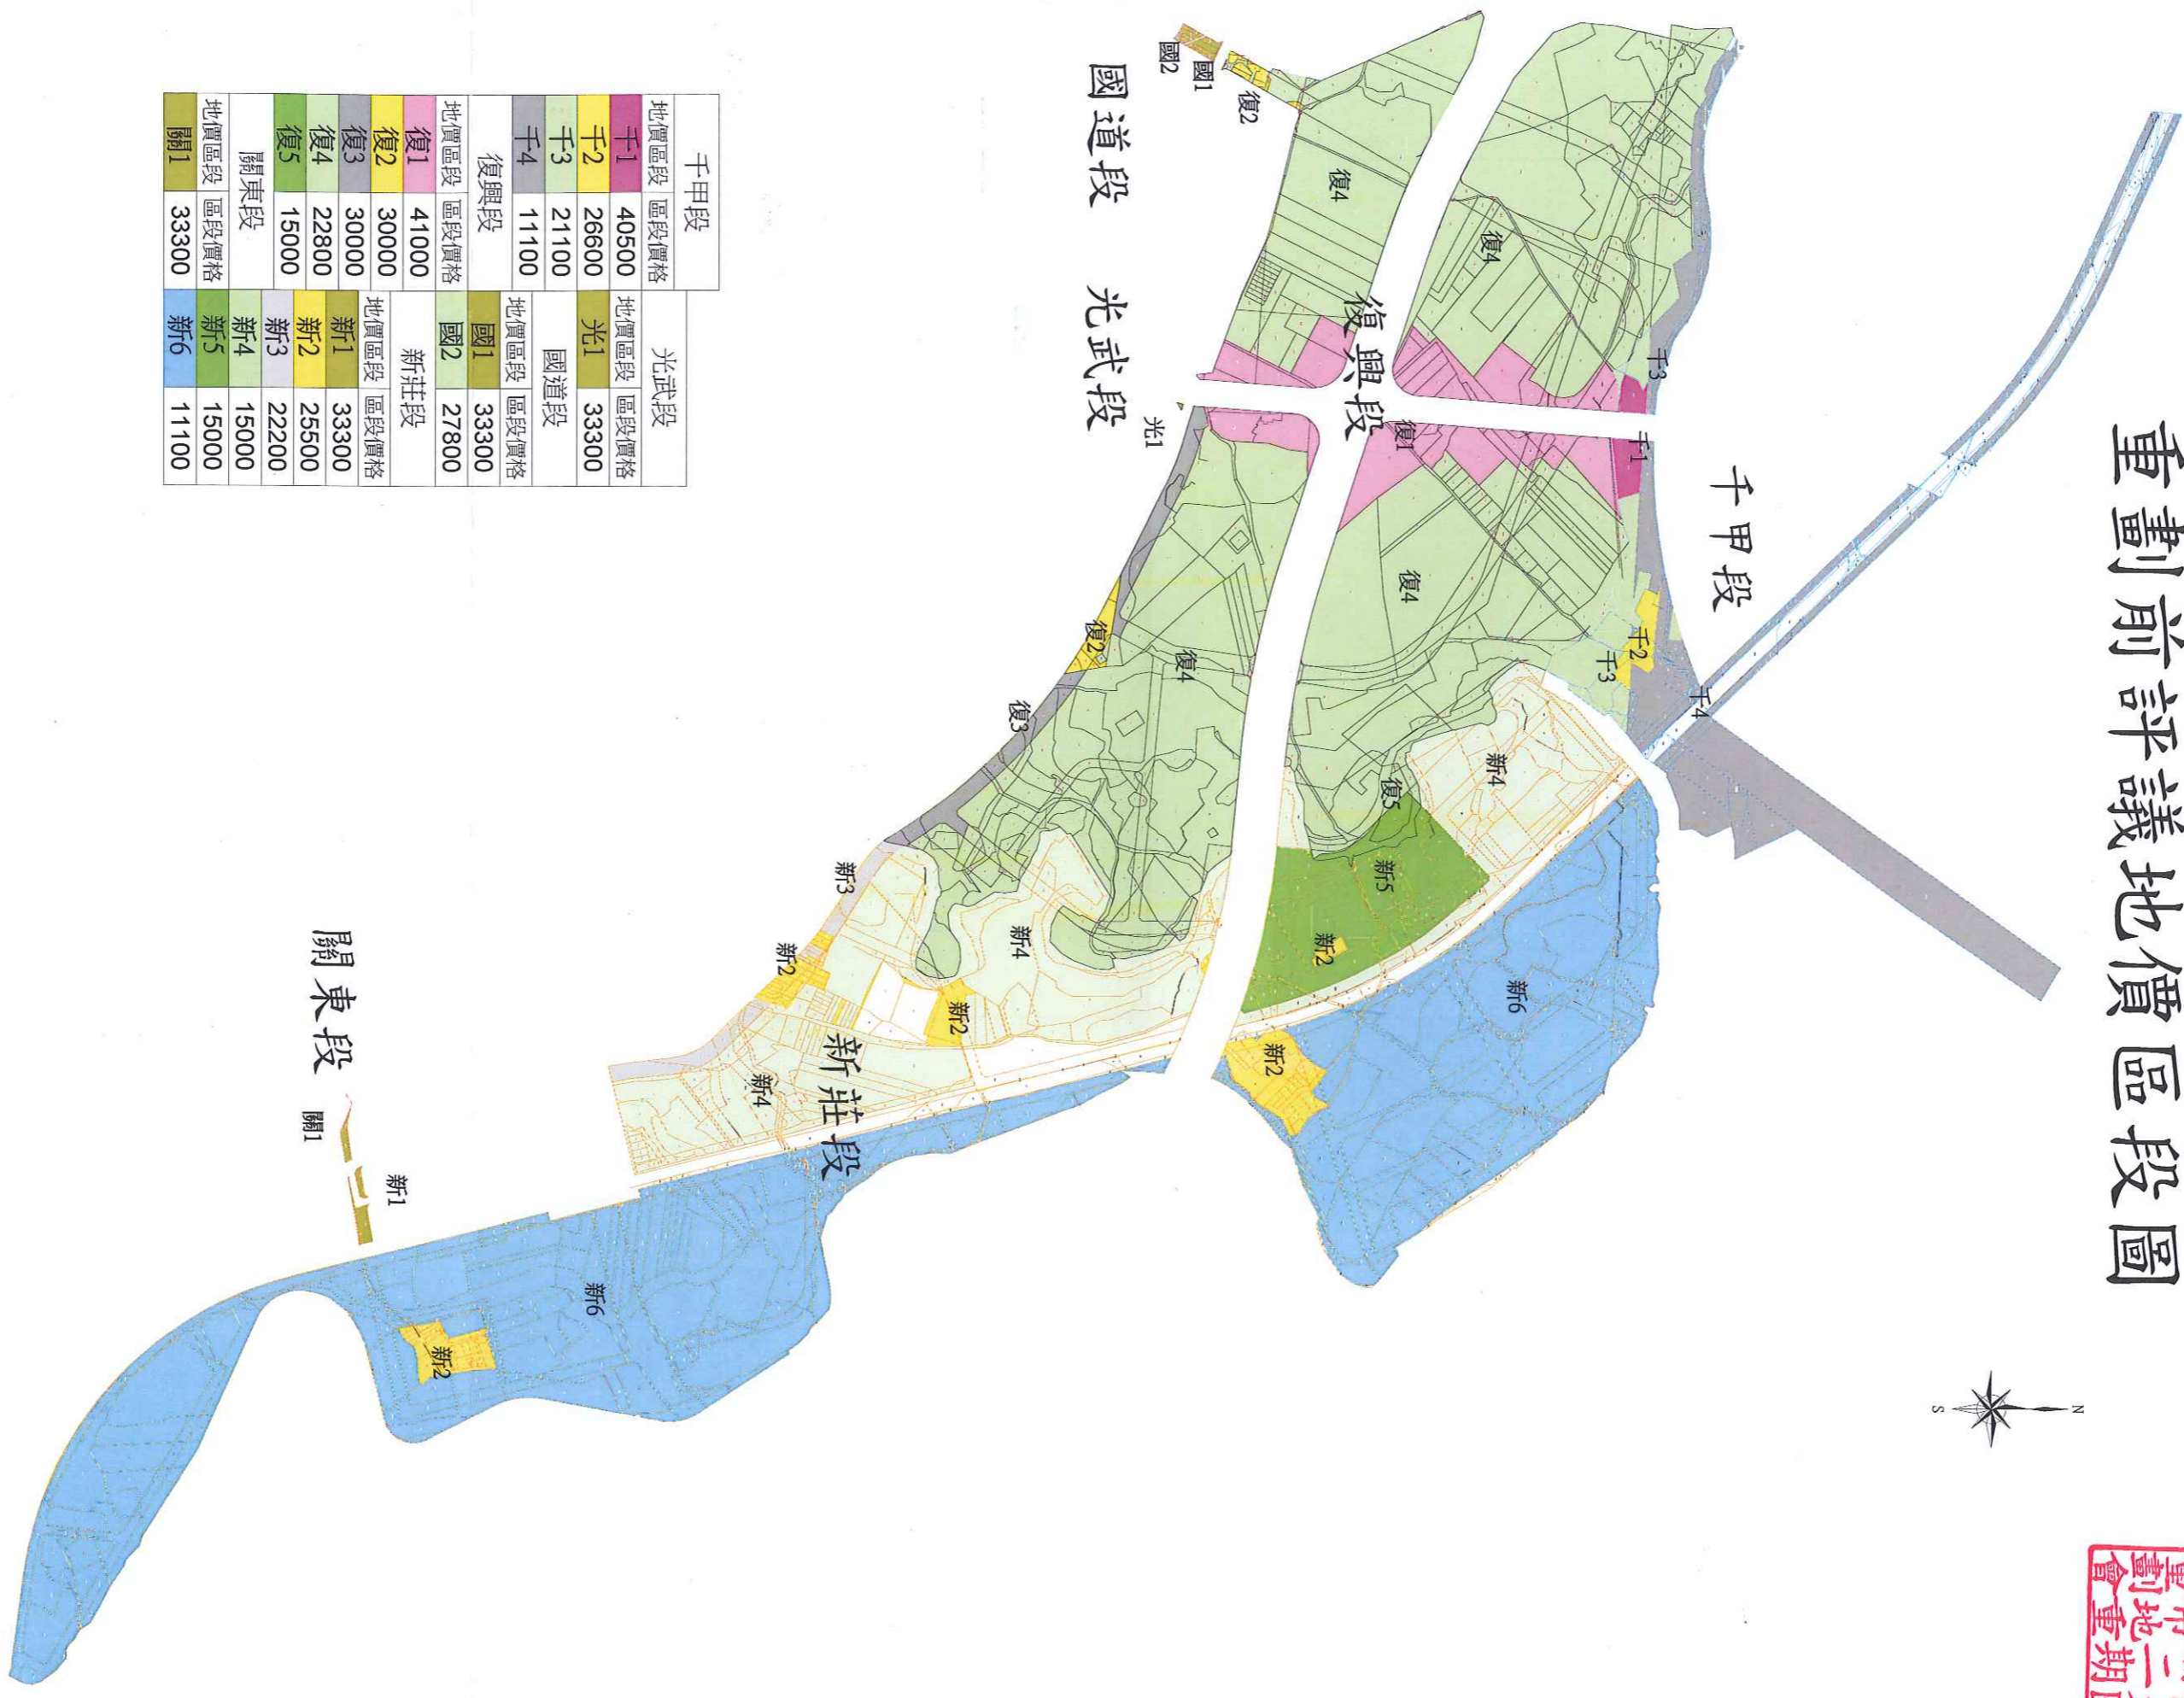 重劃前評議地價區段圖
N
S
千甲段
千4
千3
千1
千2
千3
復4
復4
復興段
復1
復4
新4
復5
新5
新2
新6
新2
國2
國1
復2
國道段
光武段
光1
復2
復4
復3
新4
新3
新2
新2
新莊段
新4
新6
新2
新1
關1
關東段
千甲段
地價區段 區段價格
千1 40500
千2 26600
千3 21100
千4 11100
復興段
地價區段 區段價格
復1 41000
復2 30000
復3 30000
復4 22800
復5 15000
關東段
地價區段 區段價格
關1 33300
光武段
地價區段 區段價格
光1 33300
國道段
地價區段 區段價格
國1 33300
國2 27800
新莊段
地價區段 區段價格
新1 33300
新2 25500
新3 22200
新4 15000
新5 15000
新6 11100